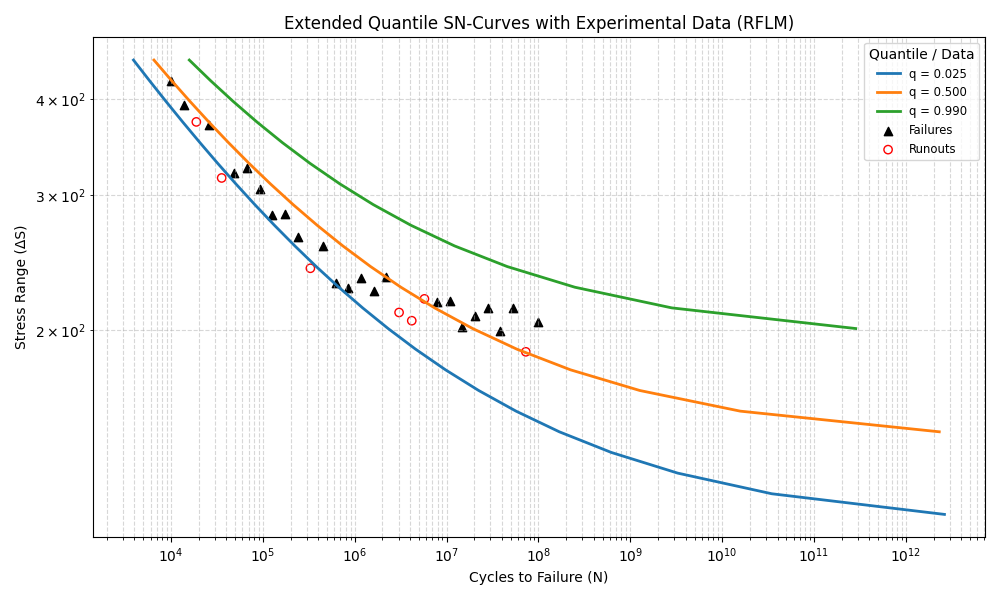 Extended Quantile SN-Curves with Experimental Data (RFLM)
Quantile / Data
q = 0.025
q = 0.500
q = 0.990
Failures
Runouts
Stress Range (ΔS)
4 × 10²
3 × 10²
2 × 10²
10⁴ 10⁵ 10⁶ 10⁷ 10⁸ 10⁹ 10¹⁰ 10¹¹ 10¹²
Cycles to Failure (N)